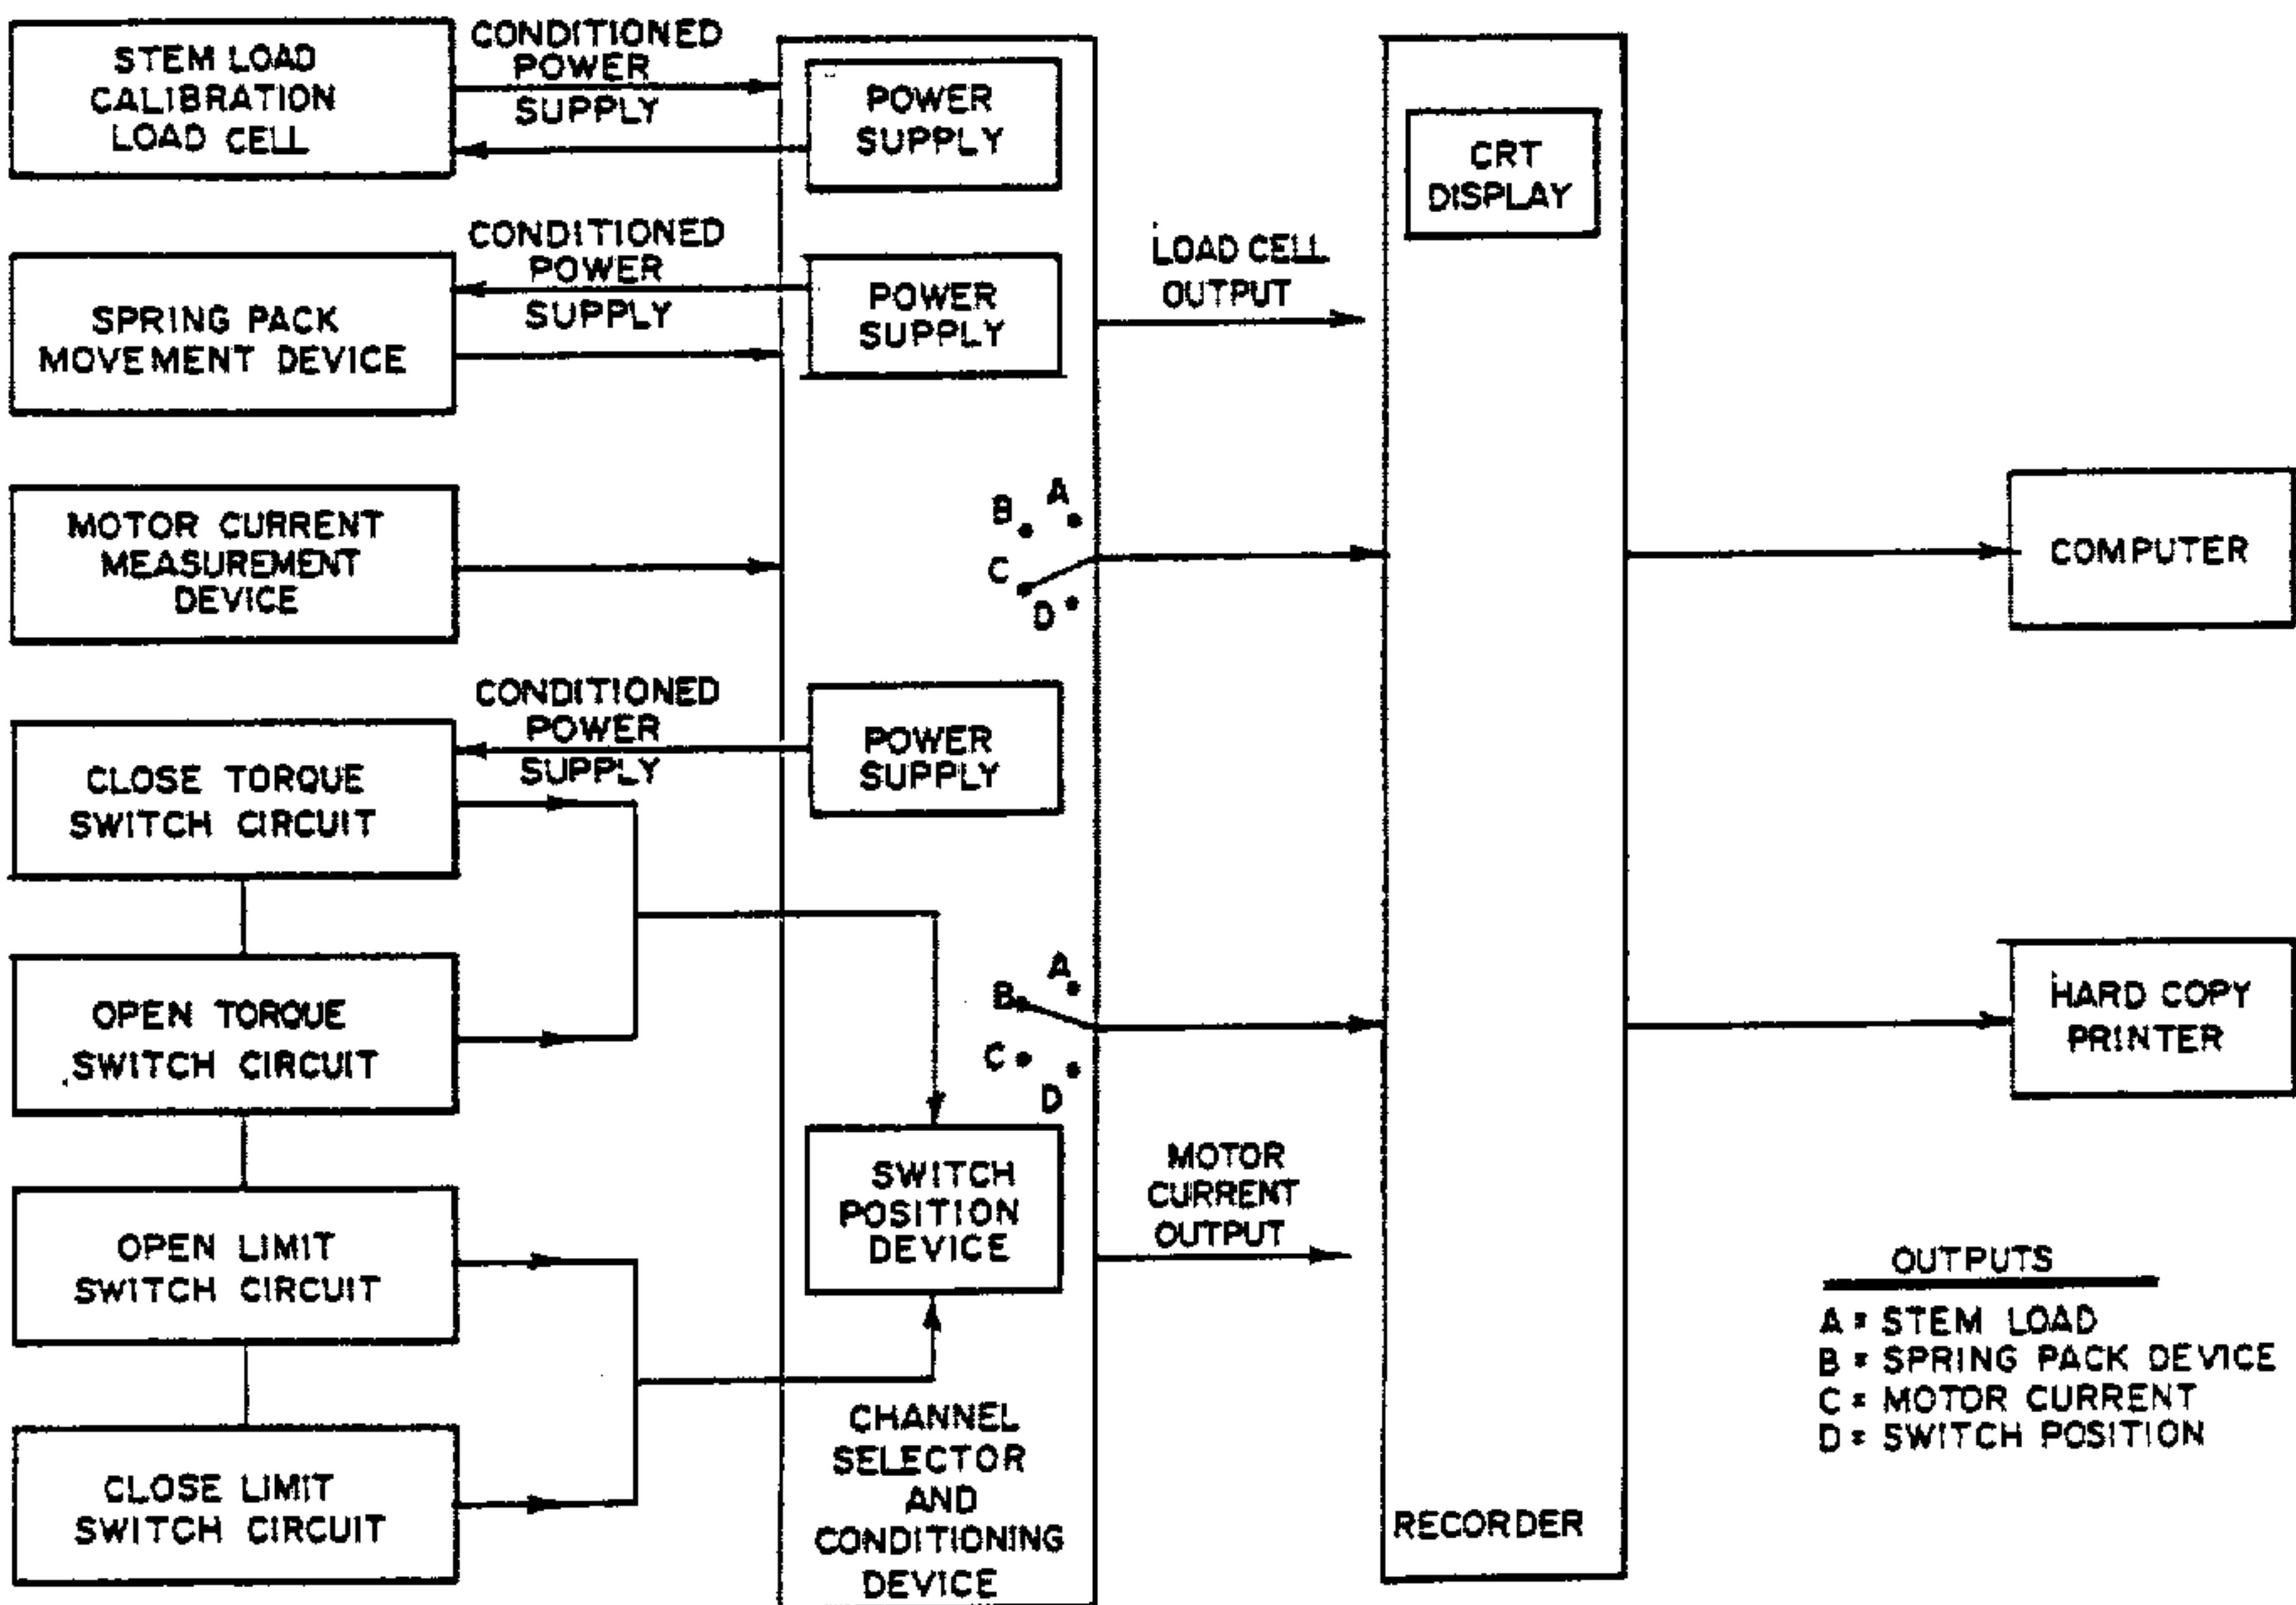 STEM LOAD
CALIBRATION
LOAD CELL
CONDITIONED
POWER
SUPPLY
POWER
SUPPLY
CRT
DISPLAY
SPRING PACK
MOVEMENT DEVICE
CONDITIONED
POWER
SUPPLY
POWER
SUPPLY
LOAD CELL
OUTPUT
MOTOR CURRENT
MEASUREMENT
DEVICE
A
B
C
D
COMPUTER
CLOSE TORQUE
SWITCH CIRCUIT
CONDITIONED
POWER
SUPPLY
POWER
SUPPLY
OPEN TORQUE
SWITCH CIRCUIT
A
B
C
D
HARD COPY
PRINTER
OPEN LIMIT
SWITCH CIRCUIT
SWITCH
POSITION
DEVICE
MOTOR
CURRENT
OUTPUT
CLOSE LIMIT
SWITCH CIRCUIT
CHANNEL
SELECTOR
AND
CONDITIONING
DEVICE
RECORDER
OUTPUTS
A = STEM LOAD
B = SPRING PACK DEVICE
C = MOTOR CURRENT
D = SWITCH POSITION